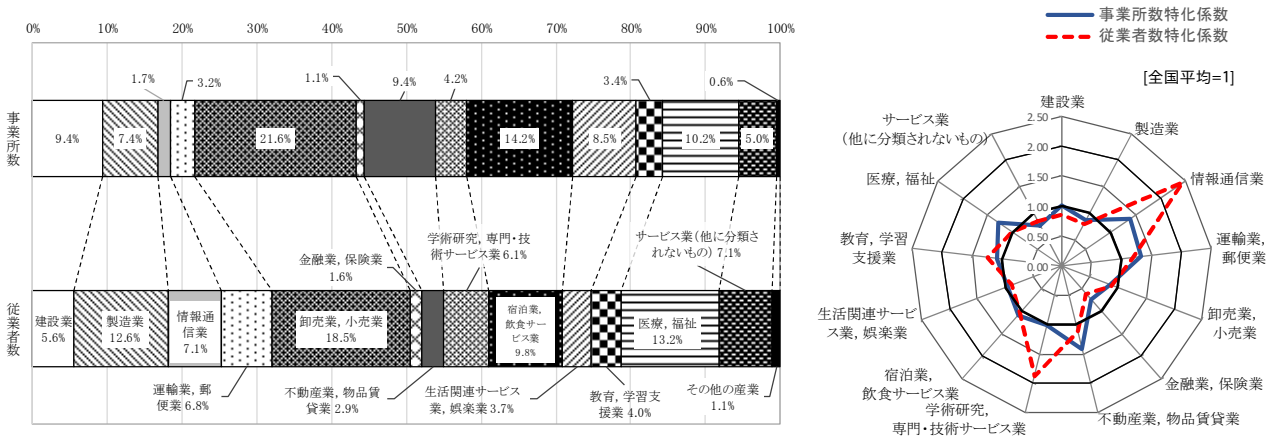 0%
10%
20%
30%
40%
50%
60%
70%
80%
90%
100%
1.7%
3.2%
1.1%
9.4%
4.2%
3.4%
0.6%
事業所数
9.4%
7.4%
21.6%
14.2%
8.5%
10.2%
5.0%
学術研究, 専門・技
術サービス業 6.1%
サービス業(他に分類さ
れないもの) 7.1%
金融業, 保険業
1.6%
従業者数
建設業
5.6%
製造業
12.6%
情報通
信業
7.1%
卸売業, 小売業
18.5%
宿泊業,
飲食サー
ビス業
9.8%
医療, 福祉
13.2%
運輸業, 郵
便業 6.8%
不動産業, 物品賃
貸業 2.9%
生活関連サービス
業, 娯楽業 3.7%
教育, 学習支
援業 4.0%
その他の産業
1.1%
事業所数特化係数
従業者数特化係数
[全国平均=1]
建設業
製造業
情報通信業
運輸業,
郵便業
卸売業,
小売業
金融業, 保険業
不動産業, 物品賃貸業
学術研究,
専門・技術サービス業
宿泊業,
飲食サービス業
生活関連サービ
ス業, 娯楽業
教育, 学習
支援業
医療, 福祉
サービス業
(他に分類されないもの)
2.50
2.00
1.50
1.00
0.50
0.00